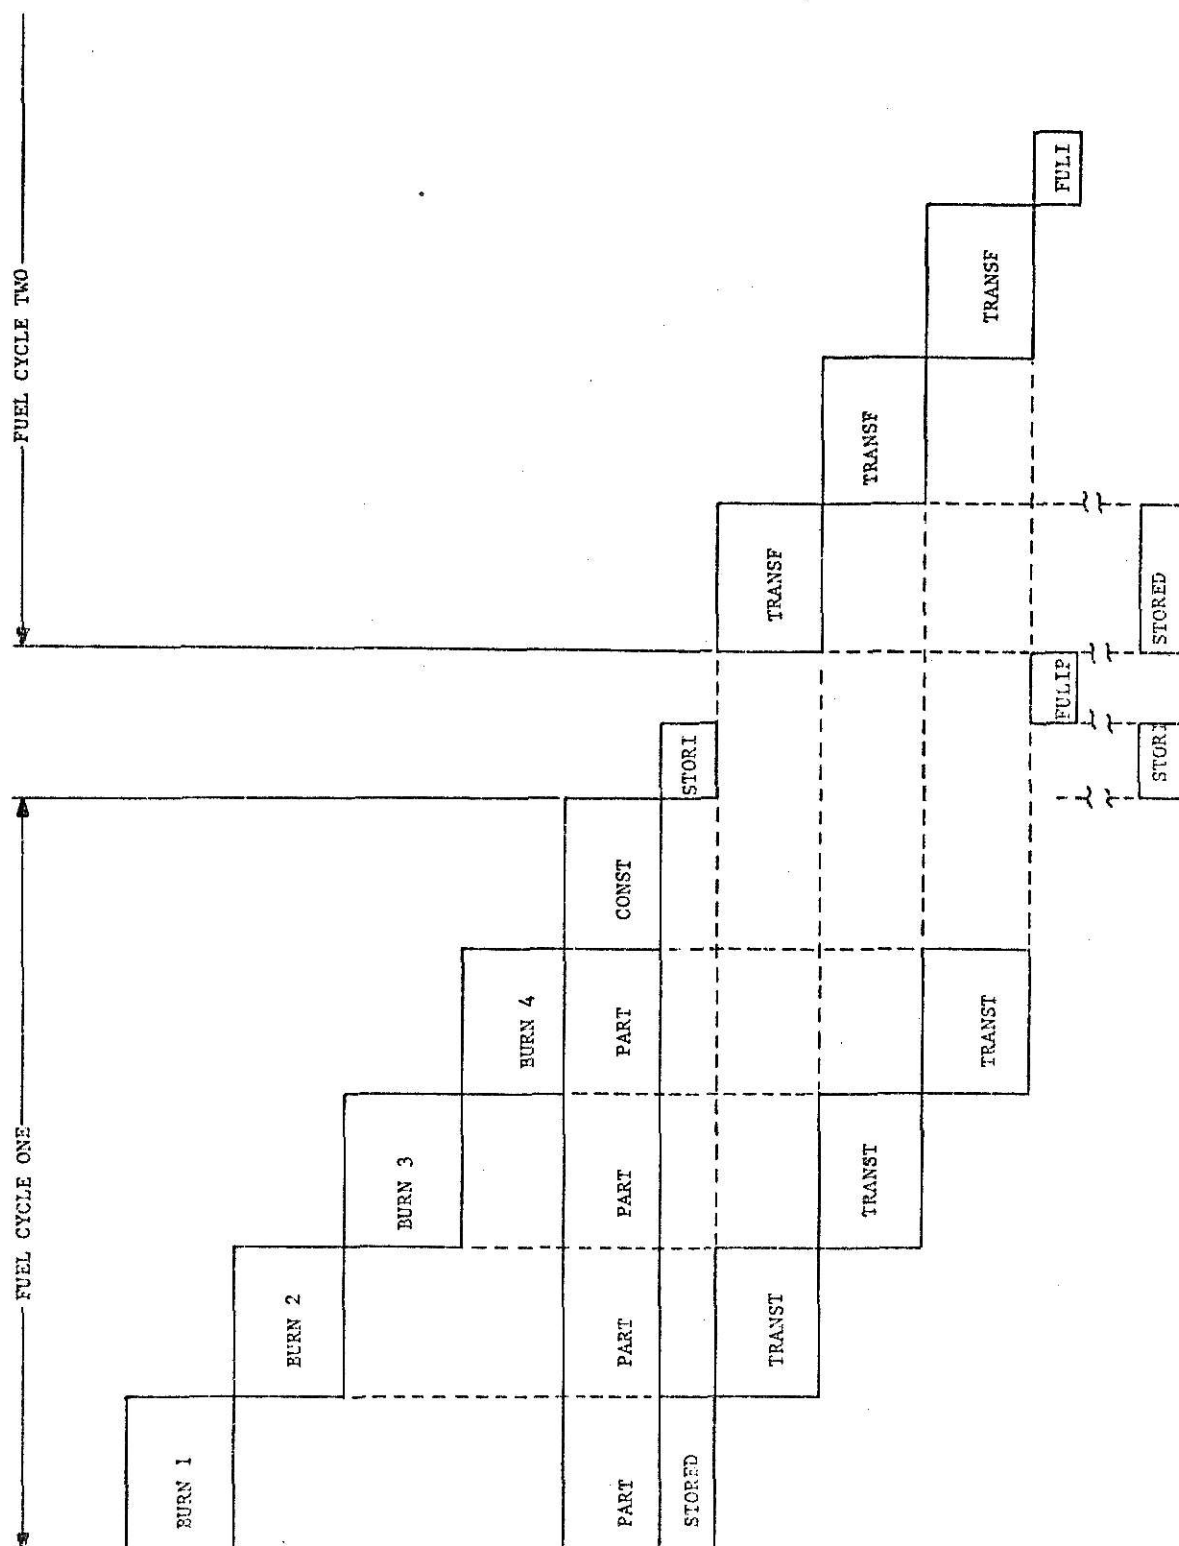 FUEL CYCLE ONE
FUEL CYCLE TWO
BURN 1
BURN 2
BURN 3
BURN 4
PART
PART
PART
PART
CONST
STORED
STORI
TRANST
TRANSF
TRANST
TRANSF
TRANST
TRANSF
FULIP
FULI
STORI
STORED